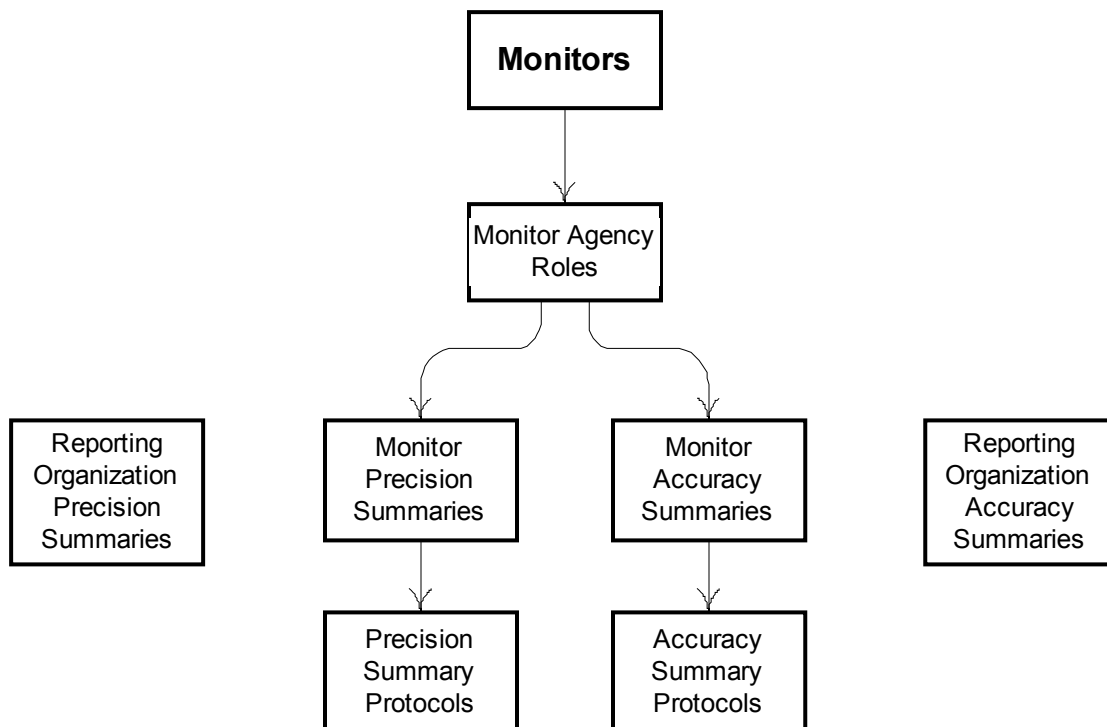 Monitors
Monitor Agency
Roles
Reporting
Organization
Precision
Summaries
Monitor
Precision
Summaries
Monitor
Accuracy
Summaries
Reporting
Organization
Accuracy
Summaries
Precision
Summary
Protocols
Accuracy
Summary
Protocols